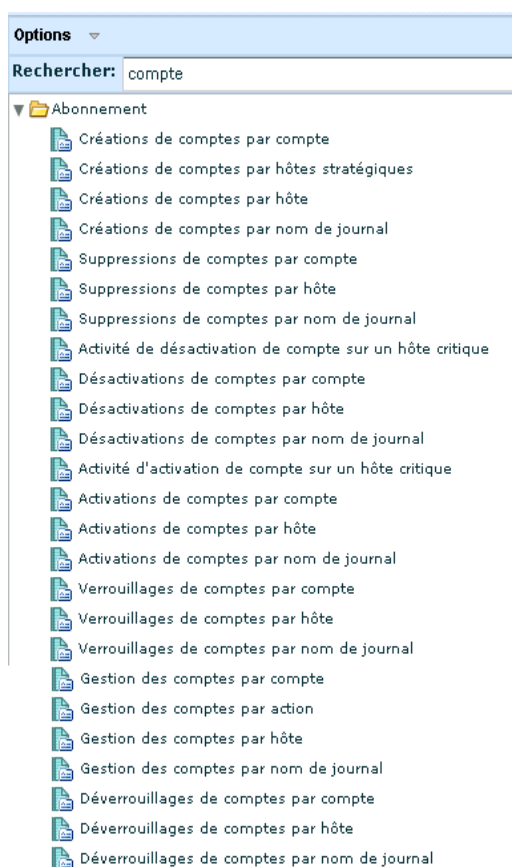 Options
Rechercher: compte
Abonnement
Créations de comptes par compte
Créations de comptes par hôtes stratégiques
Créations de comptes par hôte
Créations de comptes par nom de journal
Suppressions de comptes par compte
Suppressions de comptes par hôte
Suppressions de comptes par nom de journal
Activité de désactivation de compte sur un hôte critique
Désactivations de comptes par compte
Désactivations de comptes par hôte
Désactivations de comptes par nom de journal
Activité d'activation de compte sur un hôte critique
Activations de comptes par compte
Activations de comptes par hôte
Activations de comptes par nom de journal
Verrouillages de comptes par compte
Verrouillages de comptes par hôte
Verrouillages de comptes par nom de journal
Gestion des comptes par compte
Gestion des comptes par action
Gestion des comptes par hôte
Gestion des comptes par nom de journal
Déverrouillages de comptes par compte
Déverrouillages de comptes par hôte
Déverrouillages de comptes par nom de journal